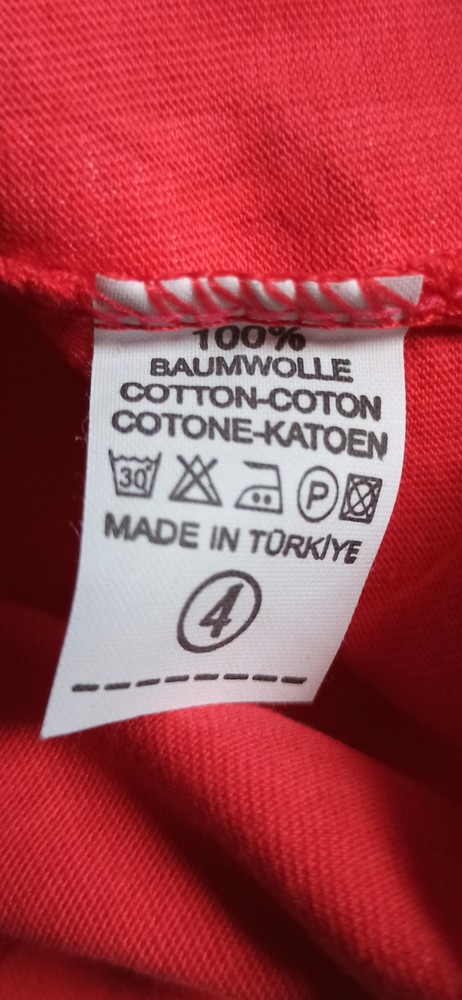 100%
BAUMWOLLE
COTTON-COTON
COTONE-KATOEN
30° P
MADE IN TÜRKİYE
4